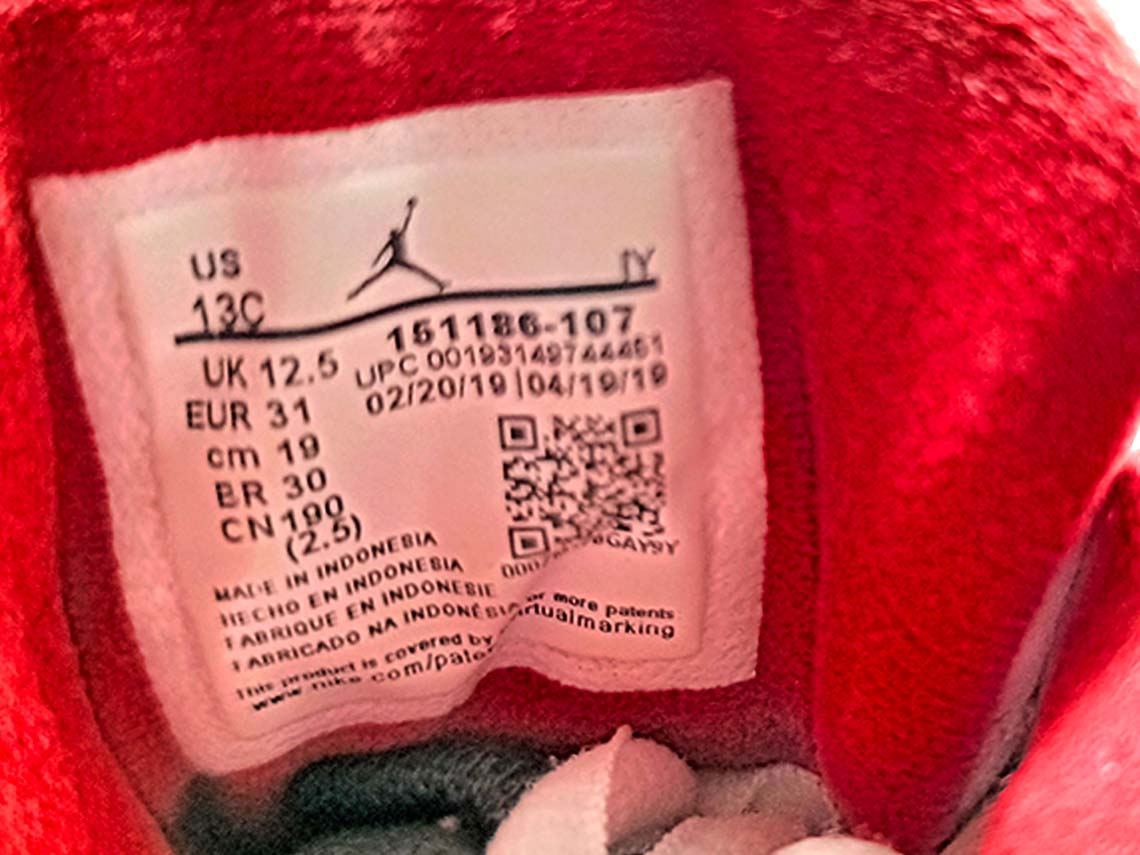 US
13C
IY
151186-107
UPC 00193149744461
02/20/19 | 04/19/19
UK 12.5
EUR 31
cm 19
BR 30
CN 190
(2.5)
MADE IN INDONESIA
HECHO EN INDONESIA
FABRIQUE EN INDONESIE
FABRICADO NA INDONÉSIA
This product is covered by or more patents
www.nike.com/pate rtualmarking